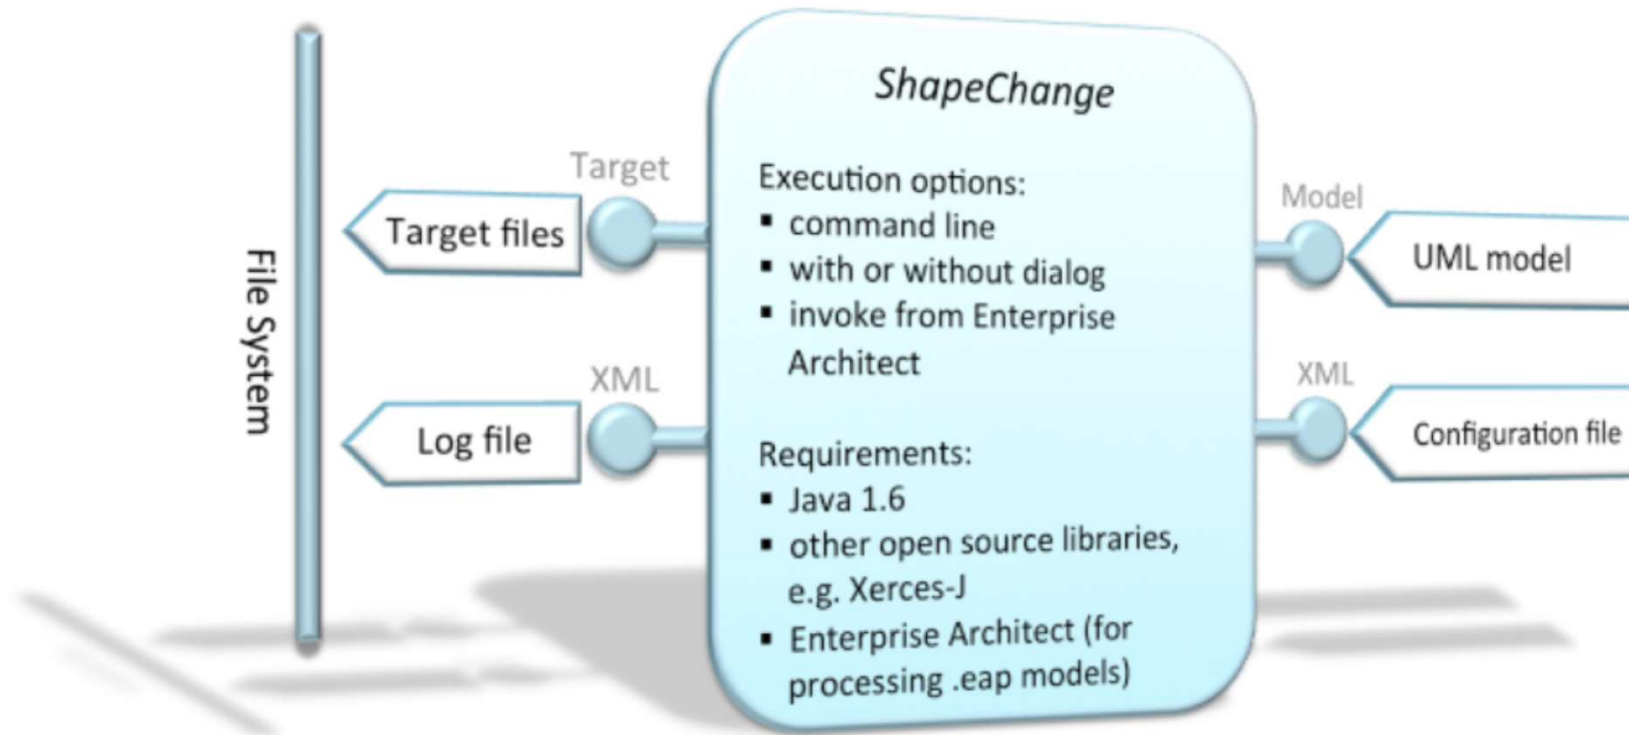 ShapeChange
Target
Target files
File System
XML
Log file
Execution options:
▪ command line
▪ with or without dialog
▪ invoke from Enterprise
Architect
Requirements:
▪ Java 1.6
▪ other open source libraries,
e.g. Xerces-J
▪ Enterprise Architect (for
processing .eap models)
Model
UML model
XML
Configuration file